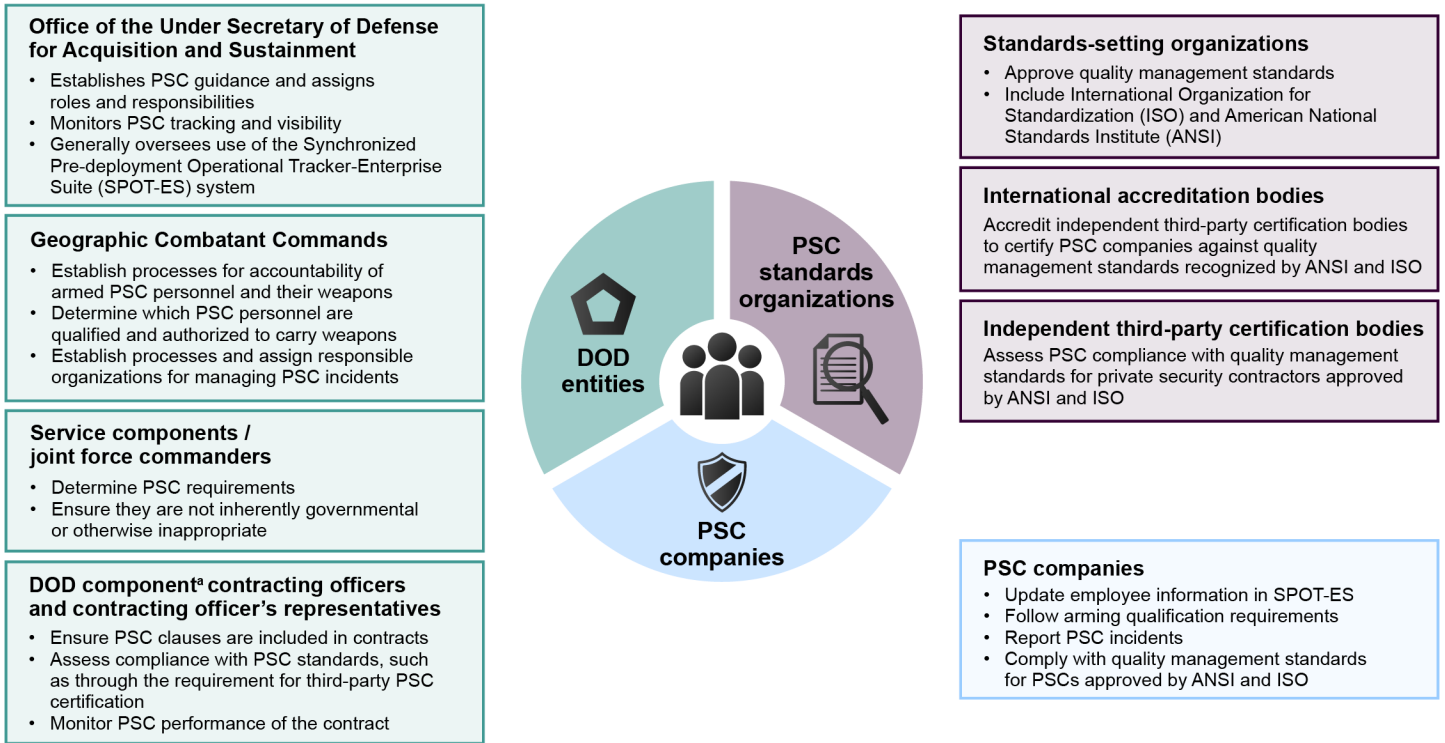 Office of the Under Secretary of Defense
for Acquisition and Sustainment
• Establishes PSC guidance and assigns
roles and responsibilities
• Monitors PSC tracking and visibility
• Generally oversees use of the Synchronized
Pre-deployment Operational Tracker-Enterprise
Suite (SPOT-ES) system
Geographic Combatant Commands
• Establish processes for accountability of
armed PSC personnel and their weapons
• Determine which PSC personnel are
qualified and authorized to carry weapons
• Establish processes and assign responsible
organizations for managing PSC incidents
Service components /
joint force commanders
• Determine PSC requirements
• Ensure they are not inherently governmental
or otherwise inappropriate
DOD componentᵃ contracting officers
and contracting officer’s representatives
• Ensure PSC clauses are included in contracts
• Assess compliance with PSC standards, such
as through the requirement for third-party PSC
certification
• Monitor PSC performance of the contract
DOD
entities
PSC
standards
organizations
PSC
companies
Standards-setting organizations
• Approve quality management standards
• Include International Organization for
Standardization (ISO) and American National
Standards Institute (ANSI)
International accreditation bodies
Accredit independent third-party certification bodies
to certify PSC companies against quality
management standards recognized by ANSI and ISO
Independent third-party certification bodies
Assess PSC compliance with quality management
standards for private security contractors approved
by ANSI and ISO
PSC companies
• Update employee information in SPOT-ES
• Follow arming qualification requirements
• Report PSC incidents
• Comply with quality management standards
for PSCs approved by ANSI and ISO